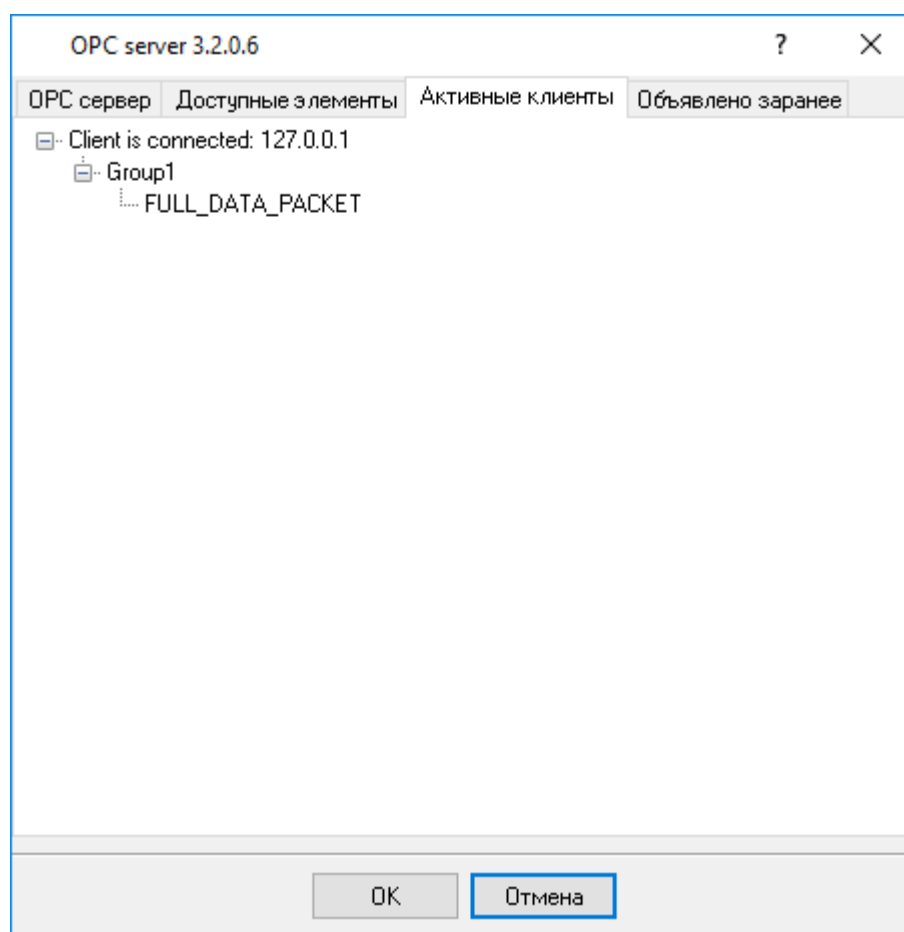 OPC server 3.2.0.6 ?
OPC сервер Доступные элементы Активные клиенты Объявлено заранее
Client is connected: 127.0.0.1
Group1
FULL_DATA_PACKET
OK Отмена